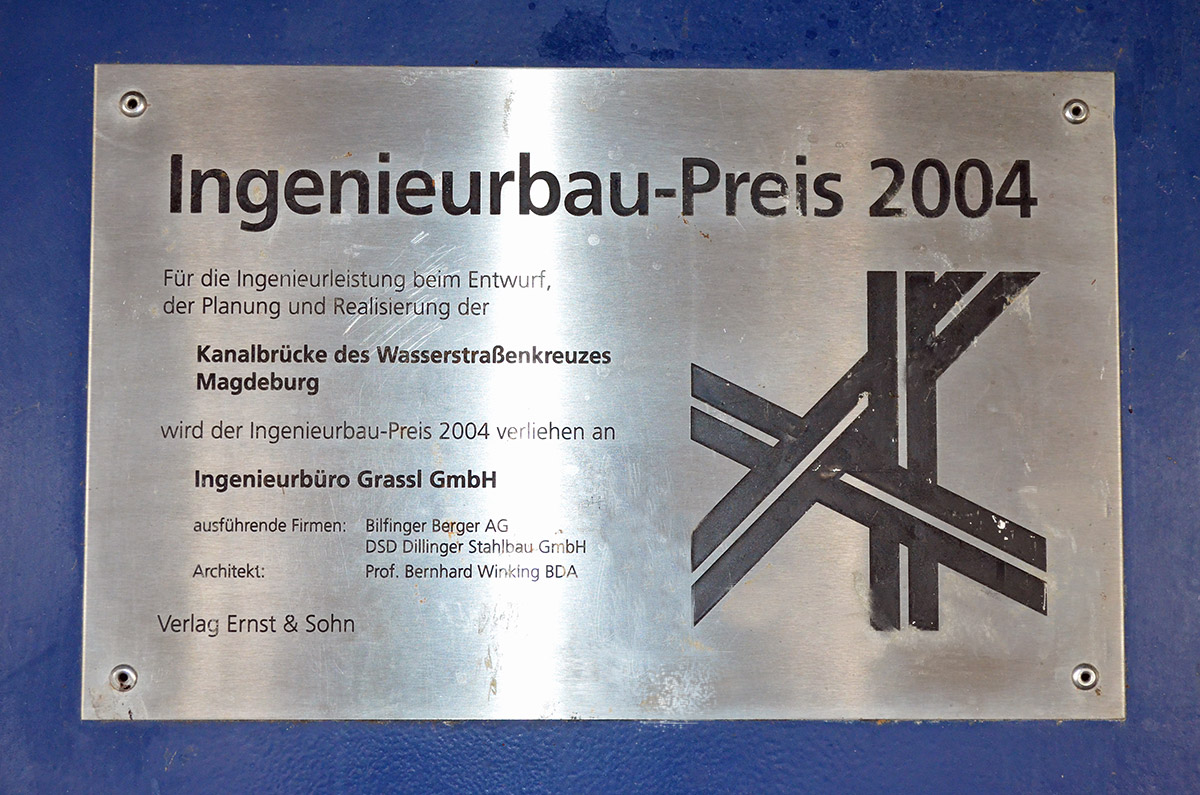 Ingenieurbau-Preis 2004
Für die Ingenieurleistung beim Entwurf,
der Planung und Realisierung der
Kanalbrücke des Wasserstraßenkreuzes
Magdeburg
wird der Ingenieurbau-Preis 2004 verliehen an
Ingenieurbüro Grassl GmbH
ausführende Firmen: Bilfinger Berger AG
DSD Dillinger Stahlbau GmbH
Architekt: Prof. Bernhard Winking BDA
Verlag Ernst & Sohn